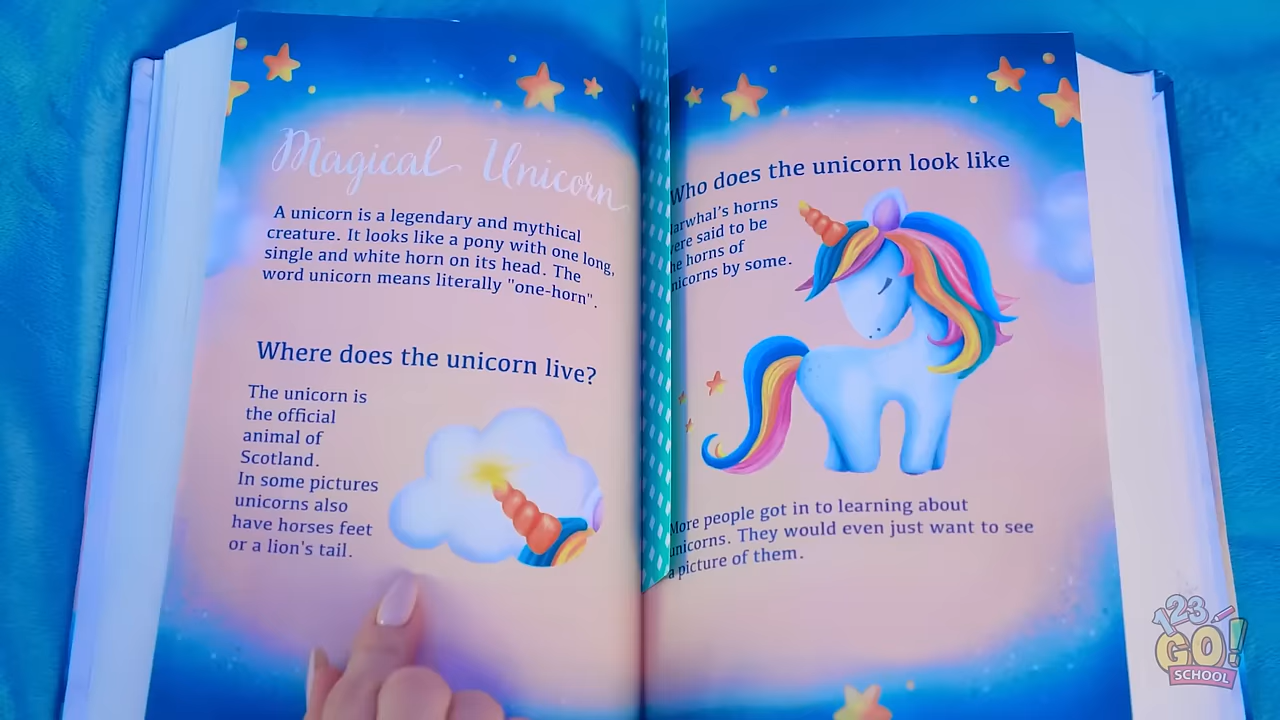 Magical Unicorn
A unicorn is a legendary and mythical
creature. It looks like a pony with one long,
single and white horn on its head. The
word unicorn means literally "one-horn".
Where does the unicorn live?
The unicorn is
the official
animal of
Scotland.
In some pictures
unicorns also
have horses feet
or a lion's tail.
Who does the unicorn look like
arwhal's horns
ere said to be
he horns of
nicorns by some.
More people got in to learning about
unicorns. They would even just want to see
a picture of them.
123
GO!
SCHOOL